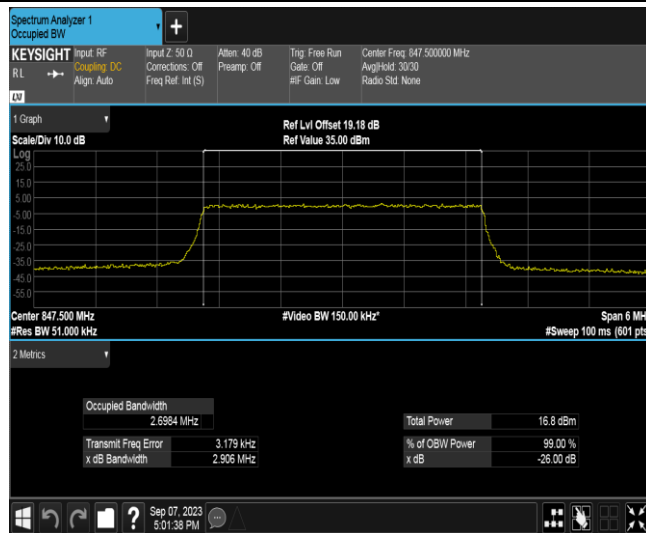 Spectrum Analyzer 1
Occupied BW
+
KEYSIGHT
RL
Input: RF
Coupling: DC
Align: Auto
Input Z: 50 Ω
Corrections: Off
Freq Ref: Int (S)
Atten: 40 dB
Preamp: Off
Trig: Free Run
Gate: Off
#IF Gain: Low
Center Freq: 847.500000 MHz
Avg|Hold: 30/30
Radio Std: None
1 Graph
Scale/Div 10.0 dB
Ref Lvl Offset 19.18 dB
Ref Value 35.00 dBm
Log
25.0
15.0
5.00
-5.00
-15.0
-25.0
-35.0
-45.0
-55.0
Center 847.500 MHz
#Res BW 51.000 kHz
#Video BW 150.00 kHz*
Span 6 MH
#Sweep 100 ms (601 pts
2 Metrics
Occupied Bandwidth
2.6984 MHz
Transmit Freq Error 3.179 kHz
x dB Bandwidth 2.906 MHz
Total Power 16.8 dBm
% of OBW Power 99.00 %
x dB -26.00 dB
?
Sep 07, 2023
5:01:38 PM